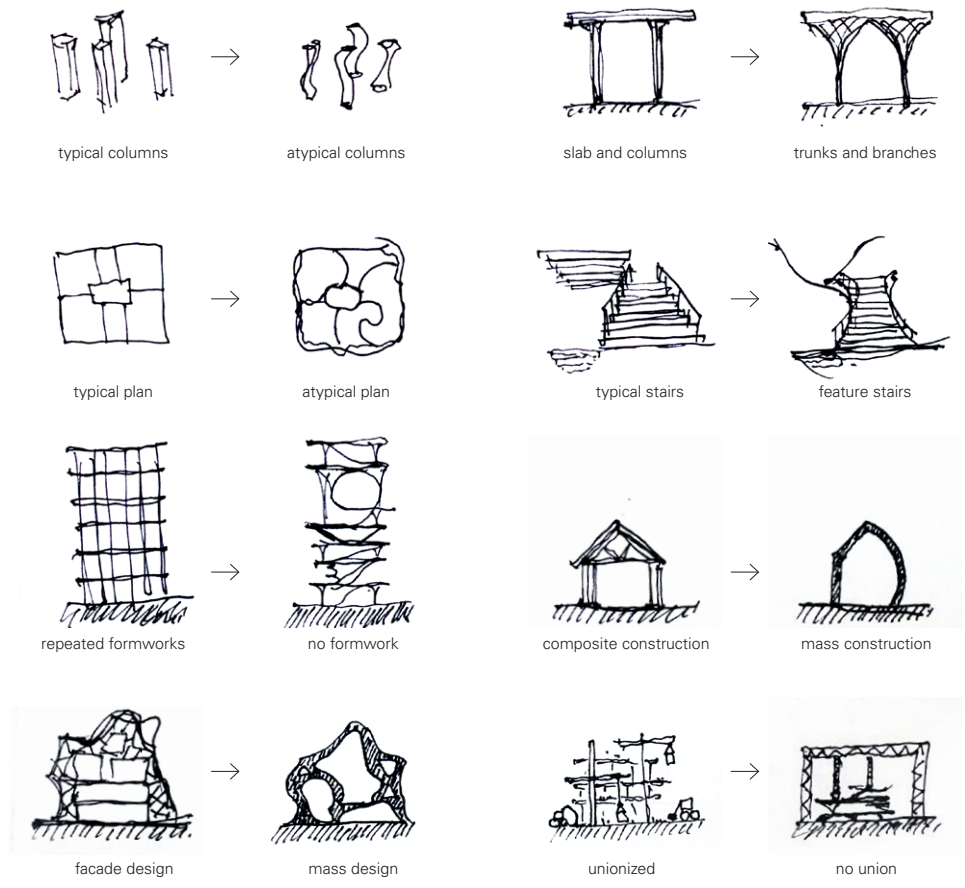 typical columns
atypical columns
slab and columns
trunks and branches
typical plan
atypical plan
typical stairs
feature stairs
repeated formworks
no formwork
composite construction
mass construction
facade design
mass design
unionized
no union